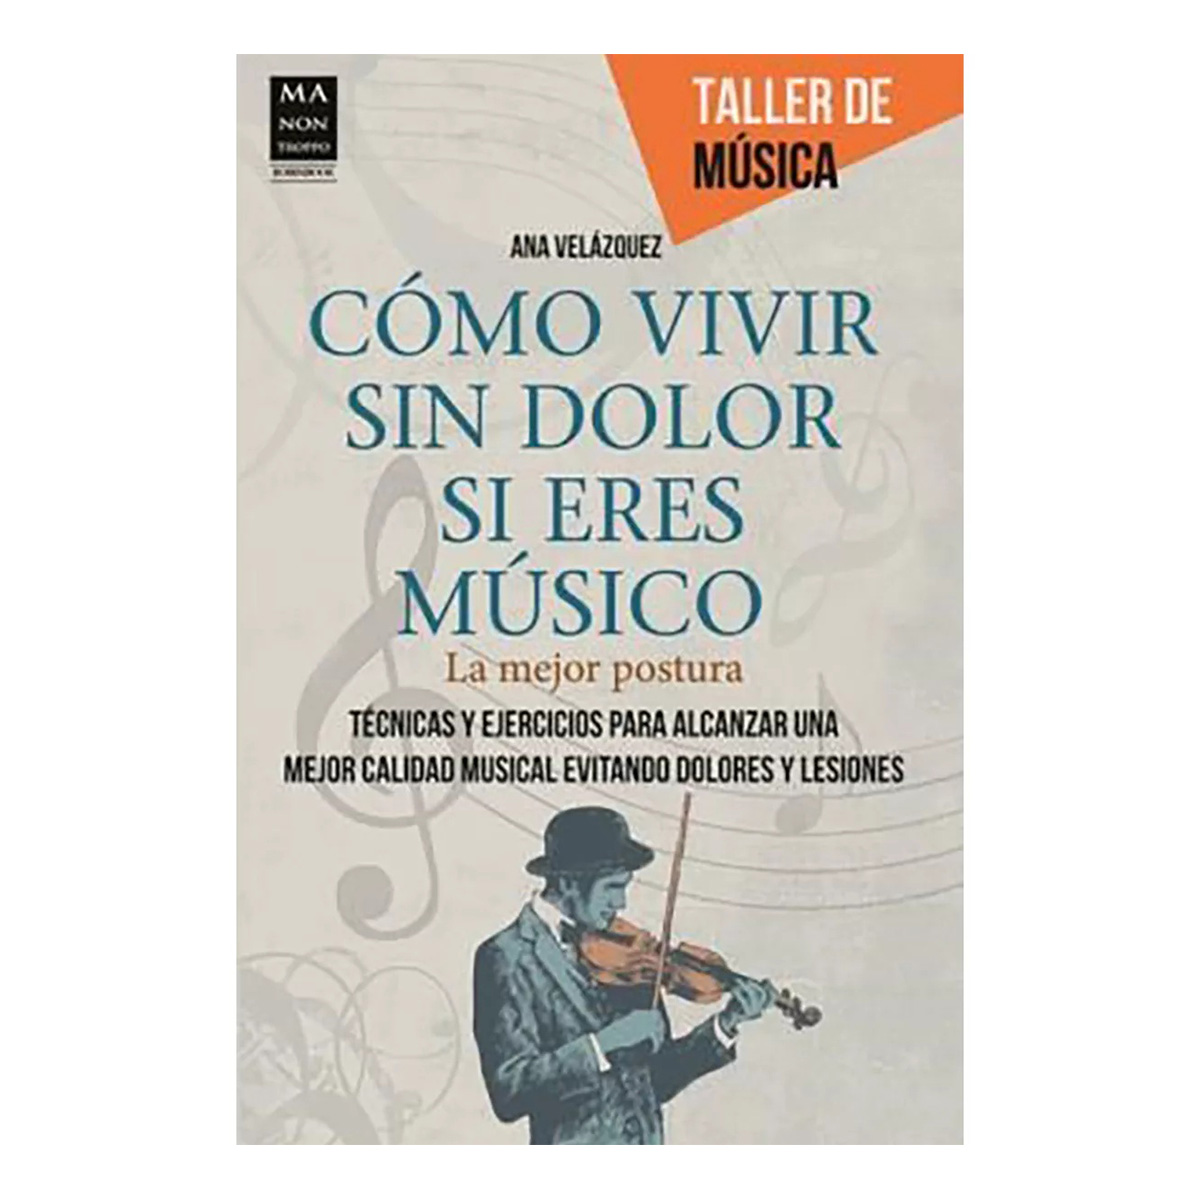 MA
NON
TROPPO
TALLER DE
MÚSICA
ANA VELÁZQUEZ
CÓMO VIVIR
SIN DOLOR
SI ERES
MÚSICO
La mejor postura
TÉCNICAS Y EJERCICIOS PARA ALCANZAR UNA
MEJOR CALIDAD MUSICAL EVITANDO DOLORES Y LESIONES